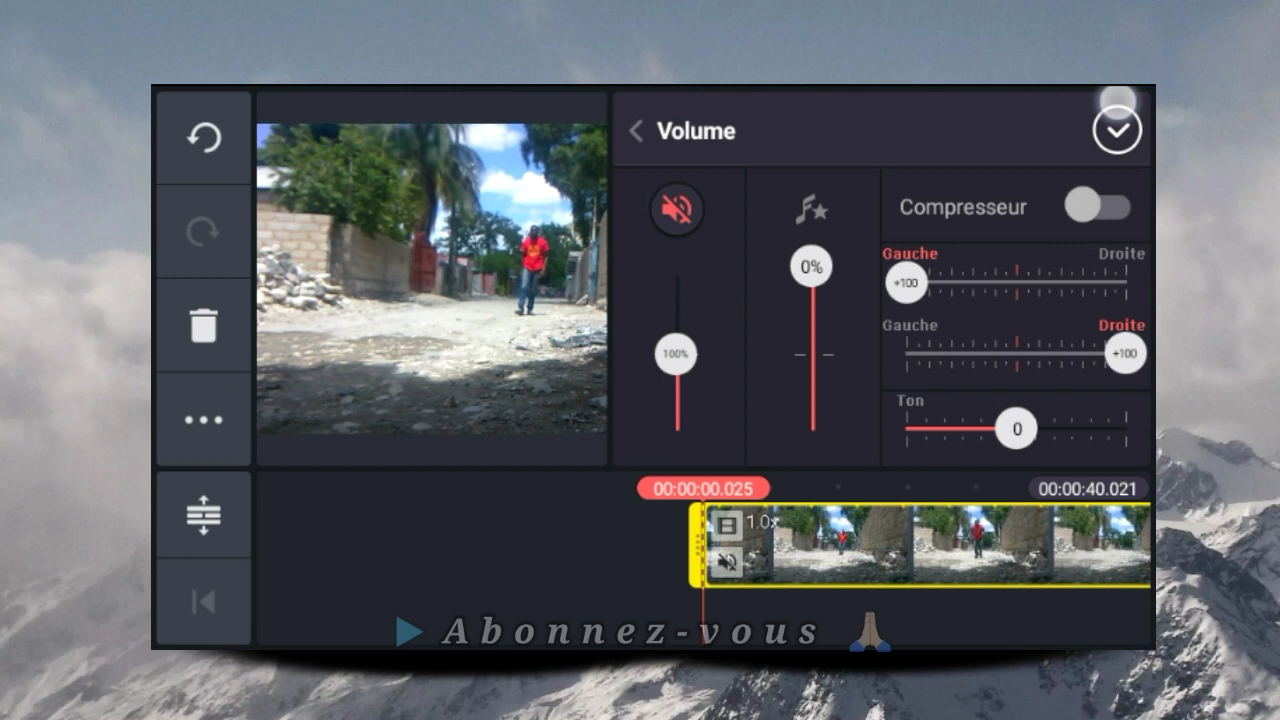 Volume
Compresseur
0%
Gauche Droite
+100
Gauche Droite
100%
+100
Ton
0
00:00:00.025 00:00:40.021
1.0x
Abonnez-vous